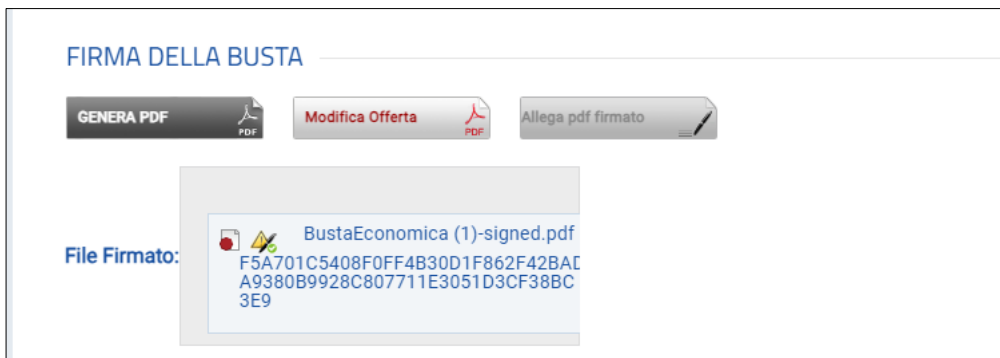 FIRMA DELLA BUSTA
GENERA PDF PDF
Modifica Offerta PDF
Allega pdf firmato
File Firmato:
BustaEconomica (1)-signed.pdf
F5A701C5408F0FF4B30D1F862F42BAD
A9380B9928C807711E3051D3CF38BC
3E9